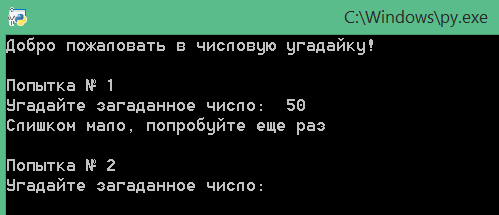 C:\Windows\py.exe
Добро пожаловать в числовую угадайку!
Попытка № 1
Угадайте загаданное число:  50
Слишком мало, попробуйте еще раз
Попытка № 2
Угадайте загаданное число: